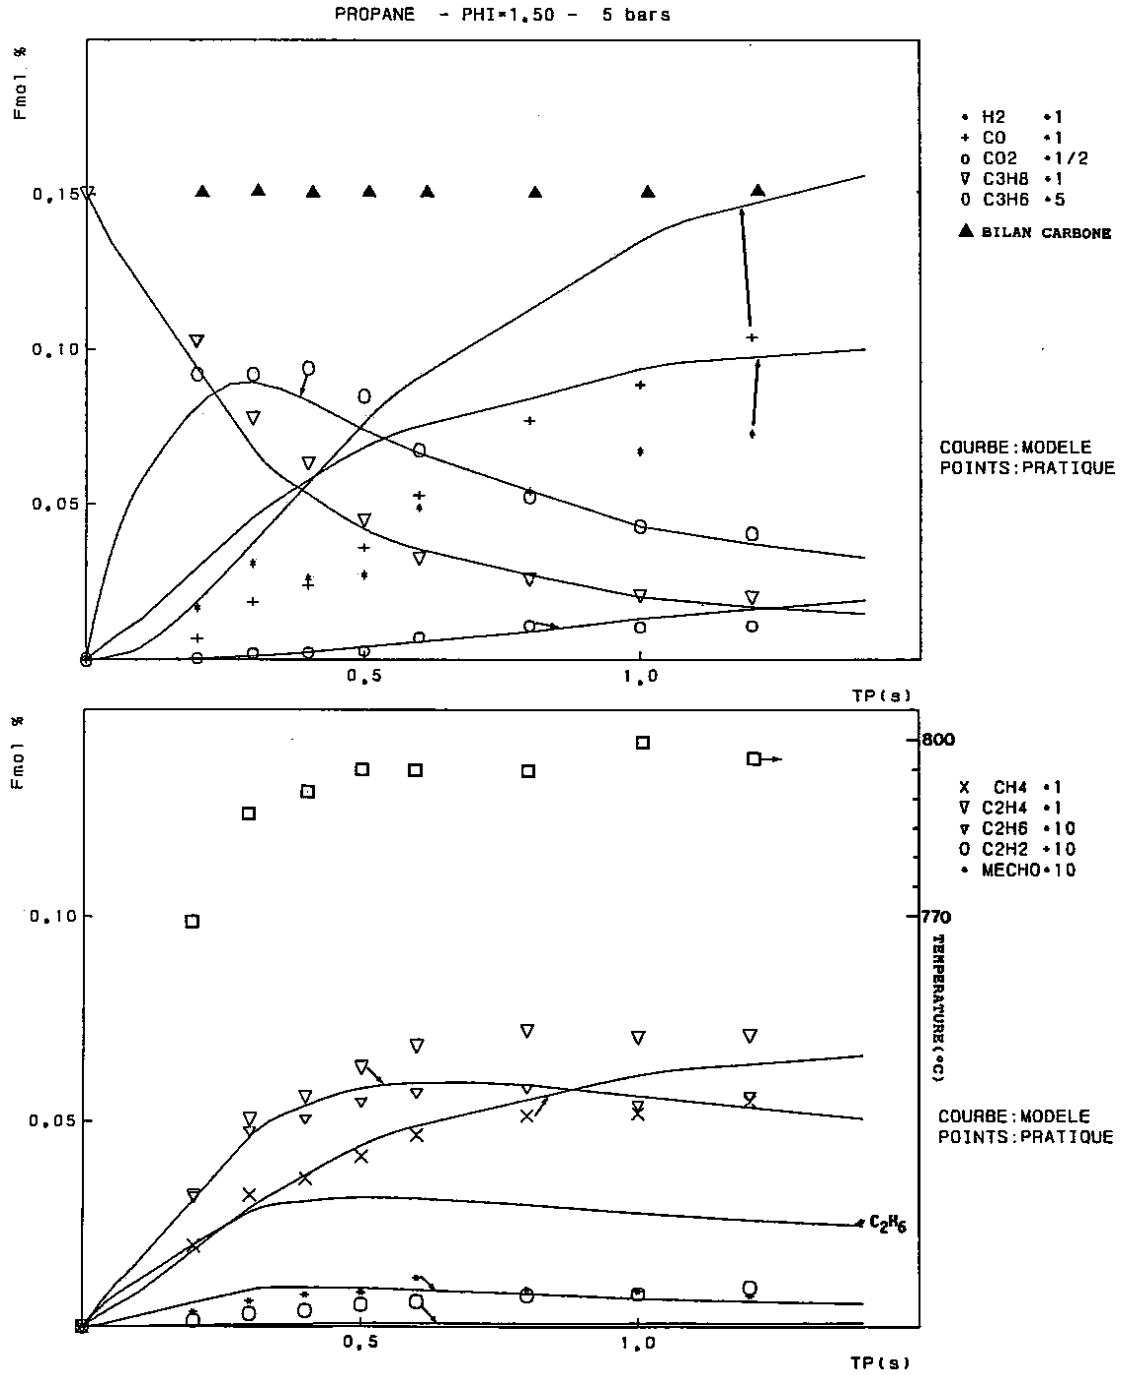 PROPANE - PHI=1.50 - 5 bars
Fmol %
* H2 *1
+ CO *1
o CO2 *1/2
▽ C3H8 *1
0.15
O C3H6 *5
▲ BILAN CARBONE
0.10
COURBE:MODELE
POINTS:PRATIQUE
0.05
0.5
1.0
TP(s)
Fmol %
800
X CH4 *1
▽ C2H4 *1
▽ C2H6 *10
O C2H2 *10
* MECHO*10
0.10
770
TEMPERATURE(°C)
0.05
COURBE:MODELE
POINTS:PRATIQUE
C2H6
0.5
1.0
TP(s)